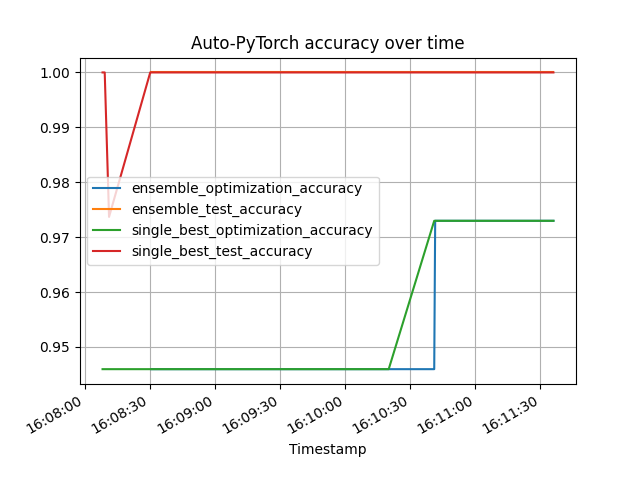 Auto-PyTorch accuracy over time
1.00
0.99
0.98
0.97
0.96
0.95
ensemble_optimization_accuracy
ensemble_test_accuracy
single_best_optimization_accuracy
single_best_test_accuracy
16:08:00
16:08:30
16:09:00
16:09:30
16:10:00
16:10:30
16:11:00
16:11:30
Timestamp